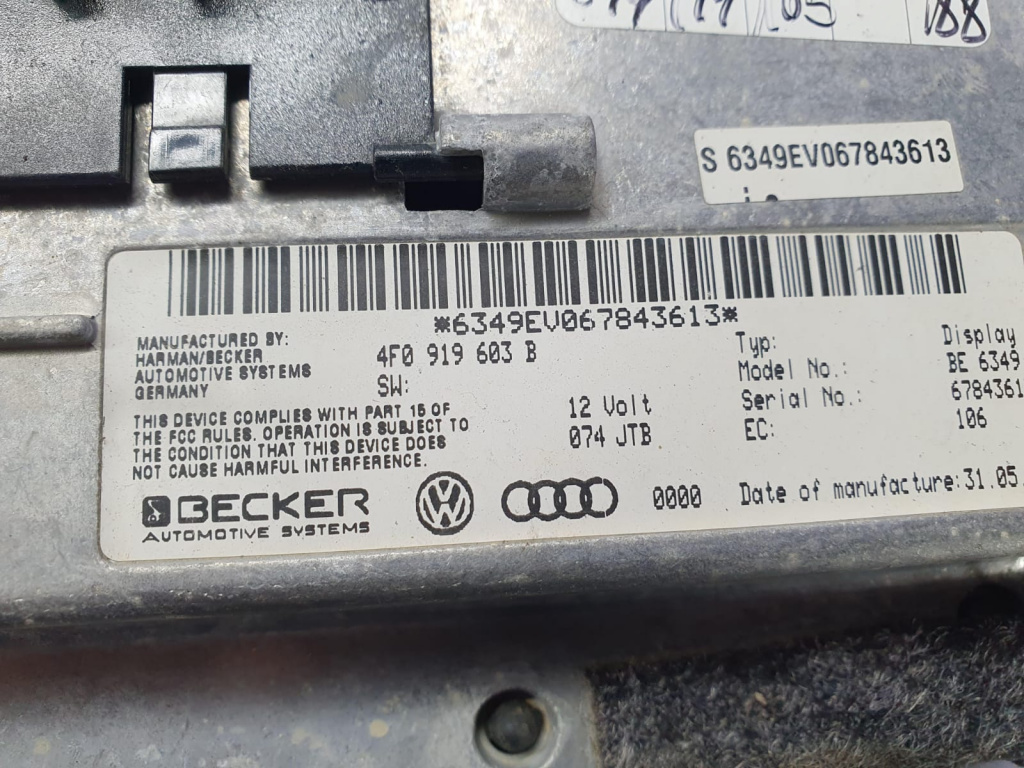 188
S 6349EV067843613
*6349EV067843613*
MANUFACTURED BY:
HARMAN/BECKER
AUTOMOTIVE SYSTEMS
GERMANY
4F0 919 603 B
SW:
12 Volt
074 JTB
Typ: Display
Model No.: BE 6349
Serial No.: 6784361
EC: 106
THIS DEVICE COMPLIES WITH PART 15 OF
THE FCC RULES. OPERATION IS SUBJECT TO
THE CONDITION THAT THIS DEVICE DOES
NOT CAUSE HARMFUL INTERFERENCE.
BECKER
AUTOMOTIVE SYSTEMS
VW
0000
Date of manufacture:31.05